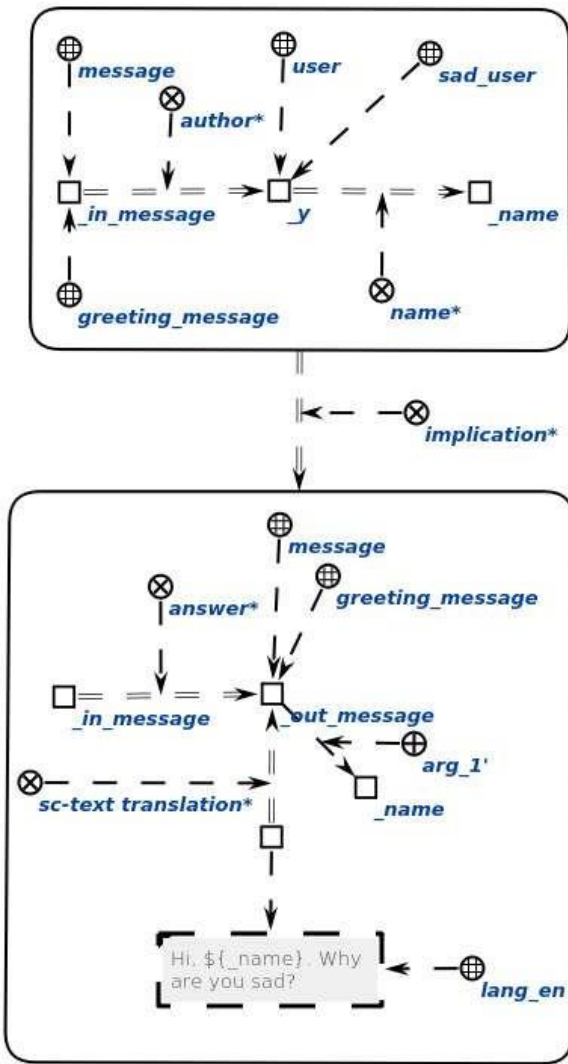 message
user
sad_user
author*
_in_message
_y
_name
greeting_message
name*
implication*
message
greeting_message
answer*
_in_message
_out_message
arg_1'
sc-text translation*
_name
Hi, ${_name}. Why
are you sad?
lang_en